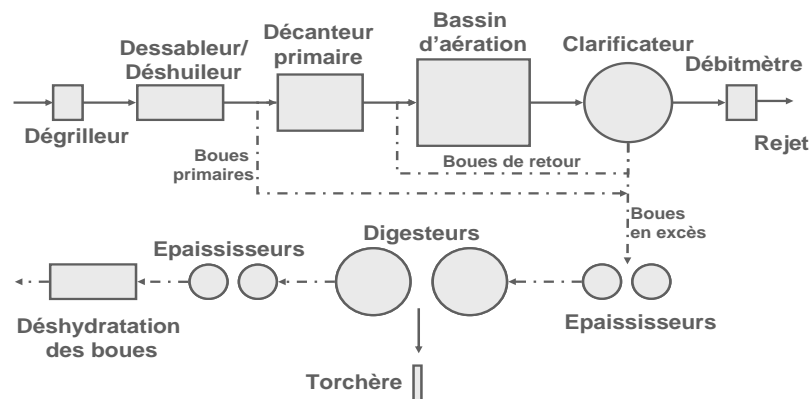 Dégrilleur
Dessableur/
Déshuileur
Décanteur
primaire
Bassin
d'aération
Clarificateur
Débitmètre
Rejet
Boues
primaires
Boues de retour
Boues
en excès
Epaississeurs
Digesteurs
Epaississeurs
Déshydratation
des boues
Torchère